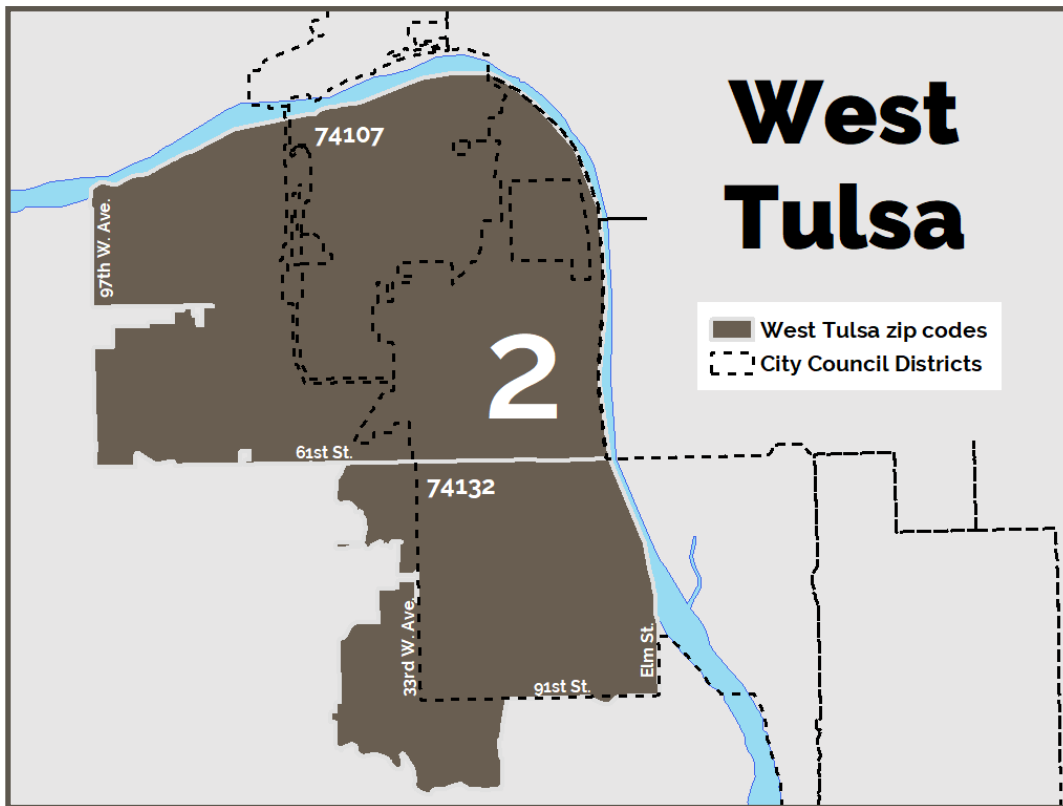 West
Tulsa
74107
97th W. Ave.
West Tulsa zip codes
City Council Districts
2
61st St.
74132
33rd W. Ave.
Elm St.
91st St.